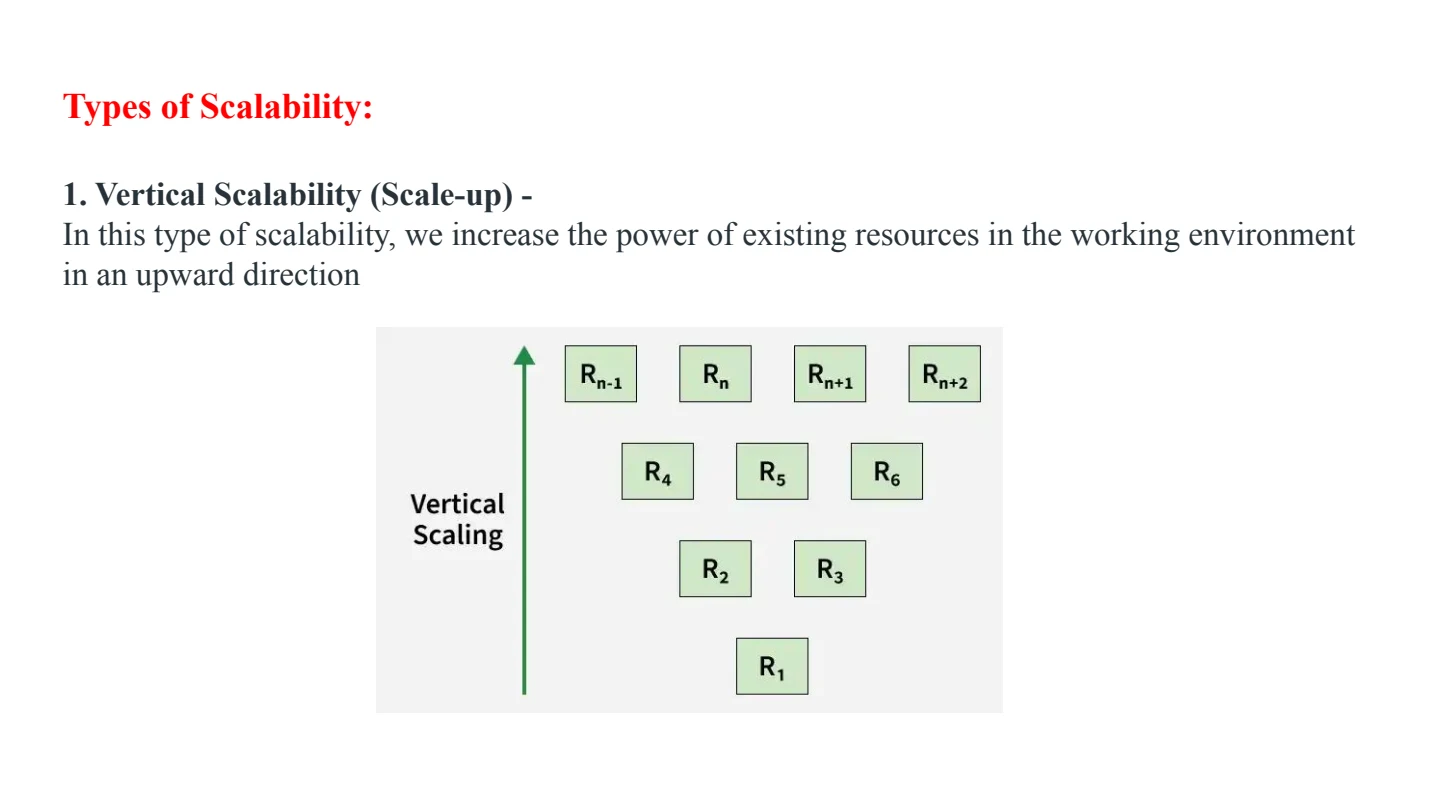 Types of Scalability:
1. Vertical Scalability (Scale-up) -
In this type of scalability, we increase the power of existing resources in the working environment
in an upward direction
Rn-1 Rn Rn+1 Rn+2
R4 R5 R6
Vertical
Scaling
R2 R3
R1